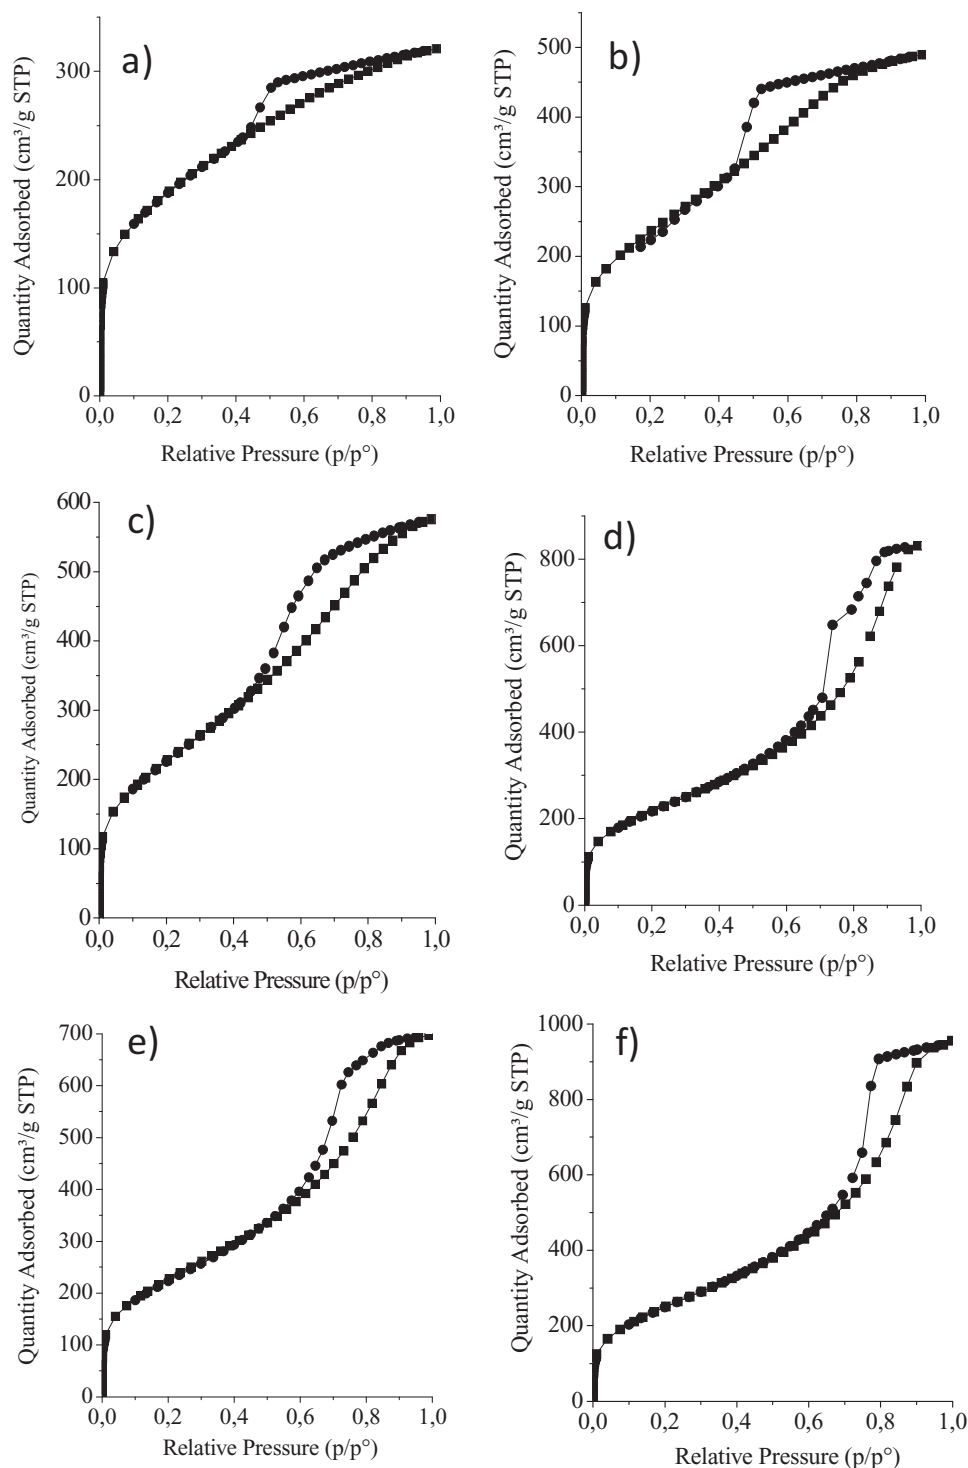 a)
Quantity Adsorbed (cm³/g STP)
300
200
100
0
0,0 0,2 0,4 0,6 0,8 1,0
Relative Pressure (p/p°)
b)
Quantity Adsorbed (cm³/g STP)
500
400
300
200
100
0
0,0 0,2 0,4 0,6 0,8 1,0
Relative Pressure (p/p°)
c)
Quantity Adsorbed (cm³/g STP)
600
500
400
300
200
100
0
0,0 0,2 0,4 0,6 0,8 1,0
Relative Pressure (p/p°)
d)
Quantity Adsorbed (cm³/g STP)
800
600
400
200
0
0,0 0,2 0,4 0,6 0,8 1,0
Relative Pressure (p/p°)
e)
Quantity Adsorbed (cm³/g STP)
700
600
500
400
300
200
100
0
0,0 0,2 0,4 0,6 0,8 1,0
Relative Pressure (p/p°)
f)
Quantity Adsorbed (cm³/g STP)
1000
800
600
400
200
0
0,0 0,2 0,4 0,6 0,8 1,0
Relative Pressure (p/p°)